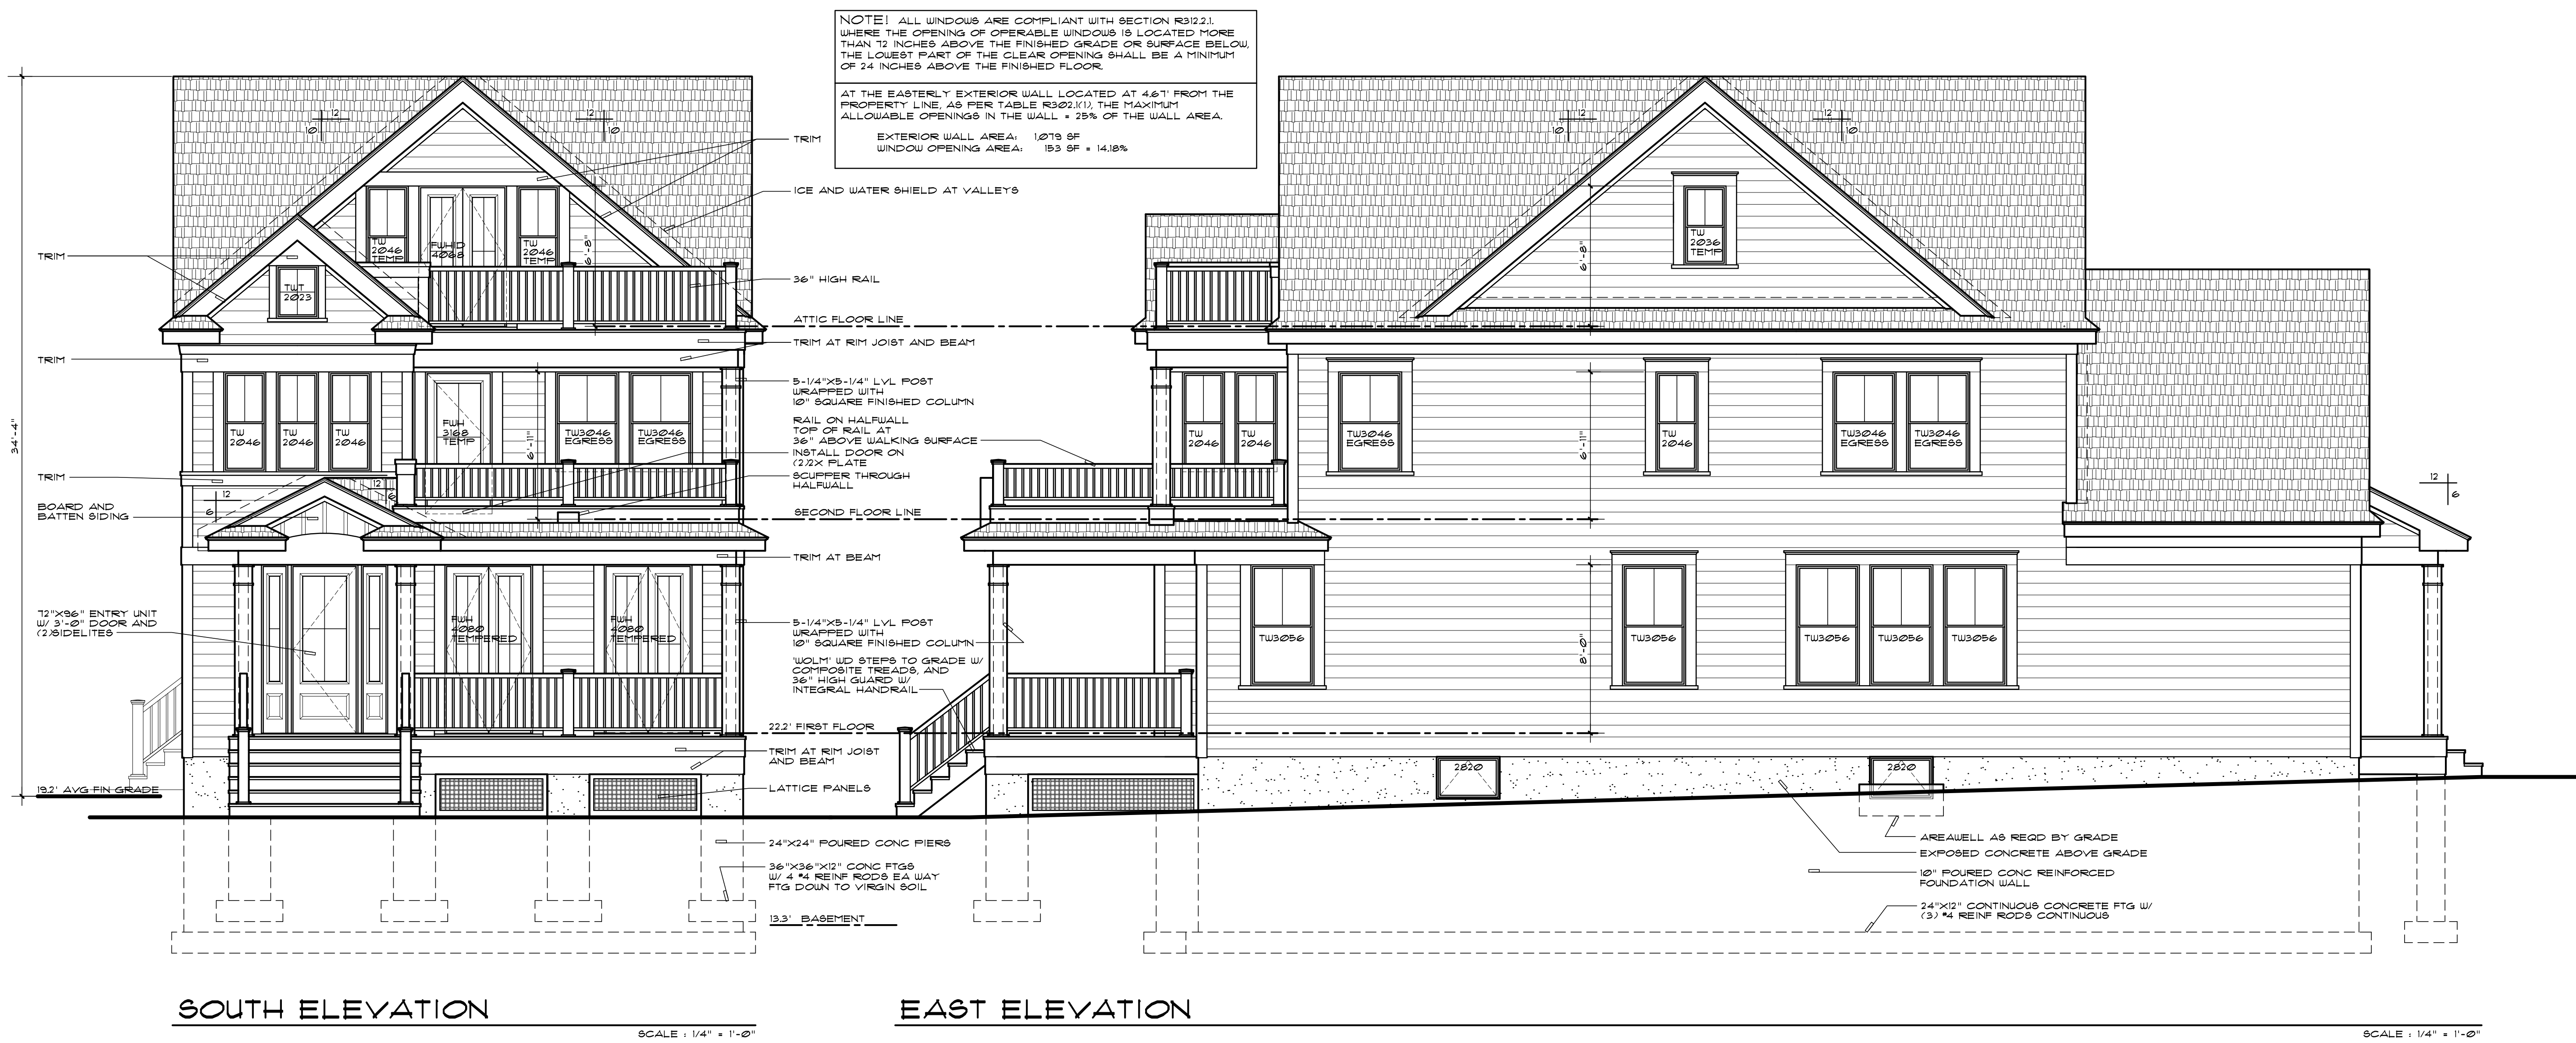 NOTE! ALL WINDOWS ARE COMPLIANT WITH SECTION R312.2.1.
WHERE THE OPENING OF OPERABLE WINDOWS IS LOCATED MORE
THAN 72 INCHES ABOVE THE FINISHED GRADE OR SURFACE BELOW,
THE LOWEST PART OF THE CLEAR OPENING SHALL BE A MINIMUM
OF 24 INCHES ABOVE THE FINISHED FLOOR.
AT THE EASTERLY EXTERIOR WALL LOCATED AT 4.67' FROM THE
PROPERTY LINE, AS PER TABLE R302.1(1), THE MAXIMUM
ALLOWABLE OPENINGS IN THE WALL = 25% OF THE WALL AREA.
EXTERIOR WALL AREA: 1,079 SF
WINDOW OPENING AREA: 153 SF = 14.18%
34'-4"
12
10
12
10
TRIM
ICE AND WATER SHIELD AT VALLEYS
TW
2046
TEMP
FWHID
4068
TW
2046
TEMP
6'-8"
TRIM
TWT
2023
36" HIGH RAIL
ATTIC FLOOR LINE
TRIM AT RIM JOIST AND BEAM
TRIM
5-1/4"X5-1/4" LVL POST
WRAPPED WITH
10" SQUARE FINISHED COLUMN
TW
2046
TW
2046
TW
2046
FWH
3168
TEMP
6'-11"
TW3046
EGRESS
TW3046
EGRESS
RAIL ON HALFWALL
TOP OF RAIL AT
36" ABOVE WALKING SURFACE
INSTALL DOOR ON
(2)2X PLATE
SCUPPER THROUGH
HALFWALL
TRIM
12
6
12
6
BOARD AND
BATTEN SIDING
SECOND FLOOR LINE
TRIM AT BEAM
72"X96" ENTRY UNIT
W/ 3'-0" DOOR AND
(2)SIDELITES
FWH
4080
TEMPERED
FWH
4080
TEMPERED
5-1/4"X5-1/4" LVL POST
WRAPPED WITH
10" SQUARE FINISHED COLUMN
'WOLM' WD STEPS TO GRADE W/
COMPOSITE TREADS, AND
36" HIGH GUARD W/
INTEGRAL HANDRAIL
22.2' FIRST FLOOR
TRIM AT RIM JOIST
AND BEAM
19.2' AVG FIN GRADE
LATTICE PANELS
24"X24" POURED CONC PIERS
36"X36"X12" CONC FTGS
W/ 4 #4 REINF RODS EA WAY
FTG DOWN TO VIRGIN SOIL
13.3' BASEMENT
SOUTH ELEVATION
SCALE : 1/4" = 1'-0"
12
10
12
10
TW
2036
TEMP
6'-8"
TW
2046
TW
2046
TW3046
EGRESS
6'-11"
TW
2046
TW3046
EGRESS
TW3046
EGRESS
12
6
TW3056
8'-0"
TW3056
TW3056
TW3056
TW3056
2820
2820
AREAWELL AS REQD BY GRADE
EXPOSED CONCRETE ABOVE GRADE
10" POURED CONC REINFORCED
FOUNDATION WALL
24"X12" CONTINUOUS CONCRETE FTG W/
(3) #4 REINF RODS CONTINUOUS
EAST ELEVATION
SCALE : 1/4" = 1'-0"